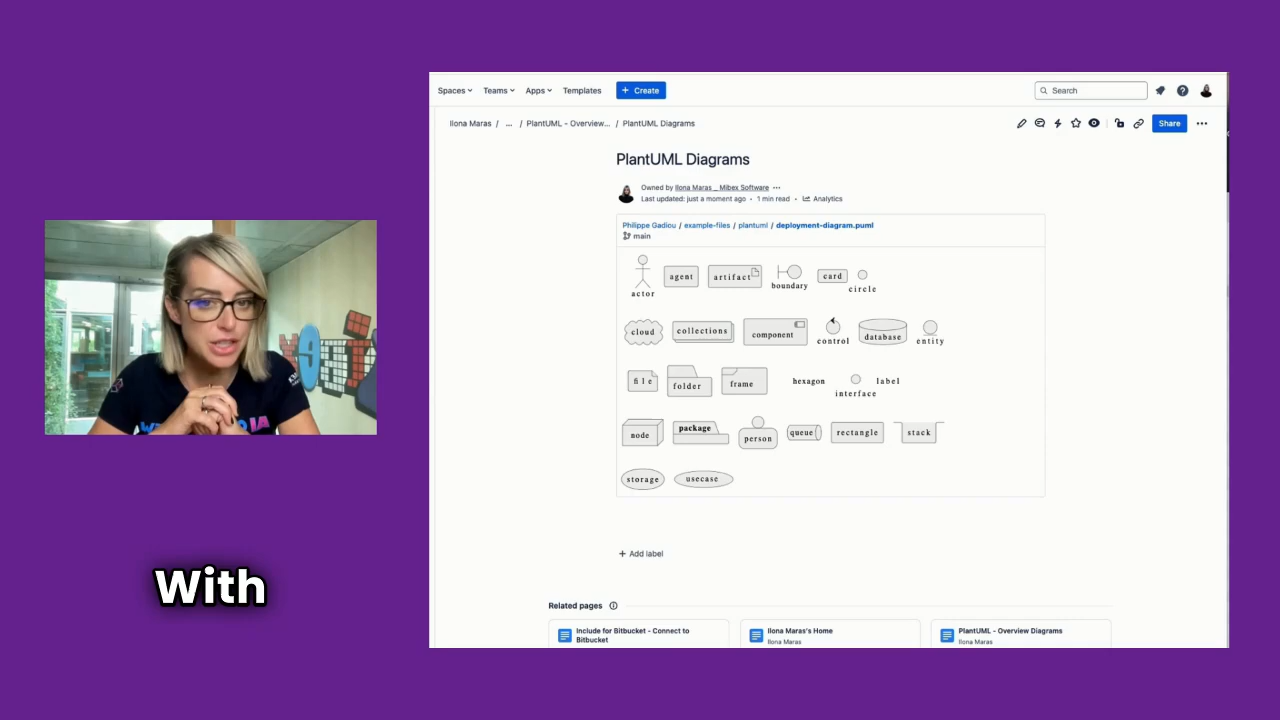 Spaces Teams Apps Templates + Create Search
Ilona Maras / ... / PlantUML - Overview... / PlantUML Diagrams Share
PlantUML Diagrams
Owned by Ilona Maras _ Mibex Software
Last updated: just a moment ago • 1 min read • Analytics
Philippe Gadiou / example-files / plantuml / deployment-diagram.puml
main
actor agent artifact boundary card circle
cloud collections component control database entity
file folder frame hexagon interface label
node package person queue rectangle stack
storage usecase
+ Add label
Related pages
Include for Bitbucket - Connect to
Bitbucket
Ilona Maras's Home
Ilona Maras
PlantUML - Overview Diagrams
Ilona Maras
With